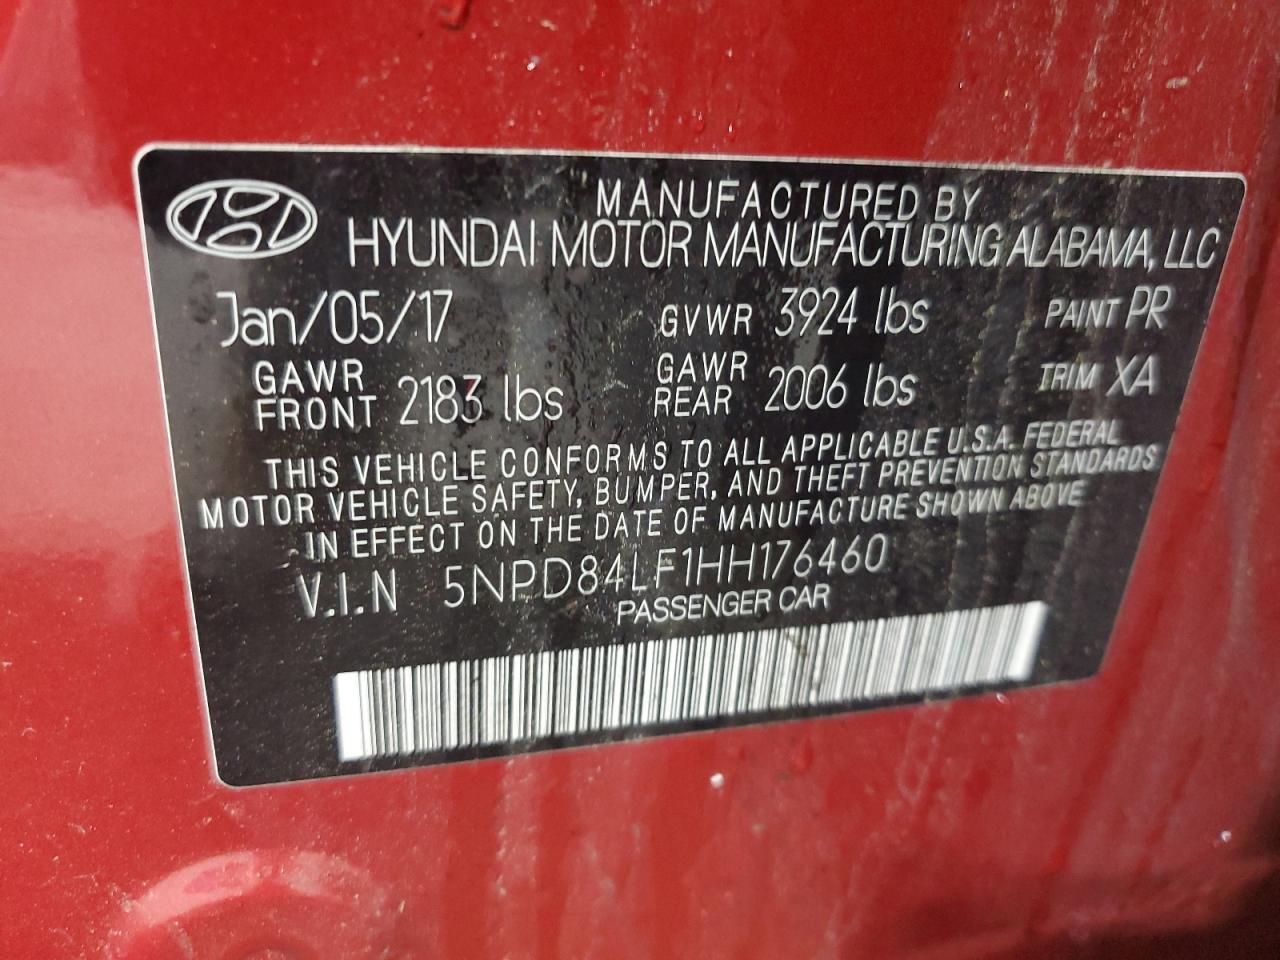 MANUFACTURED BY
HYUNDAI MOTOR MANUFACTURING ALABAMA, LLC
Jan/05/17 GVWR 3924 lbs PAINT PR
GAWR FRONT 2183 lbs GAWR REAR 2006 lbs TRIM XA
THIS VEHICLE CONFORMS TO ALL APPLICABLE U.S.A. FEDERAL
MOTOR VEHICLE SAFETY, BUMPER, AND THEFT PREVENTION STANDARDS
IN EFFECT ON THE DATE OF MANUFACTURE SHOWN ABOVE
V.I.N 5NPD84LF1HH176460
PASSENGER CAR